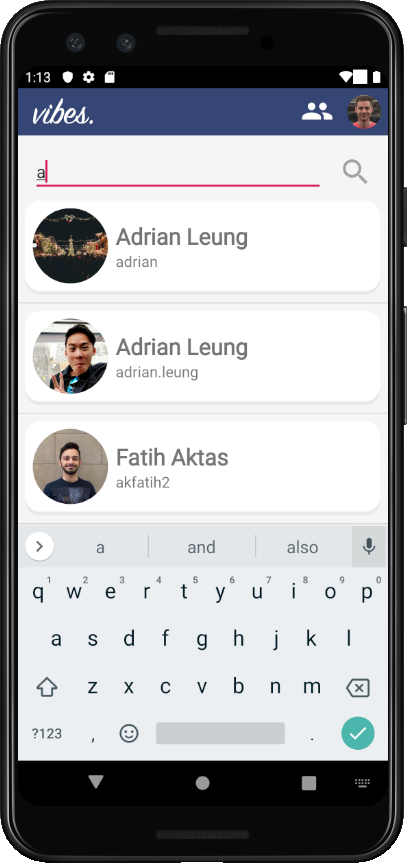 1:13
vibes.
a
Adrian Leung
adrian
Adrian Leung
adrian.leung
Fatih Aktas
akfatih2
a and also
1 2 3 4 5 6 7 8 9 0
q w e r t y u i o p
a s d f g h j k l
z x c v b n m
?123 , .